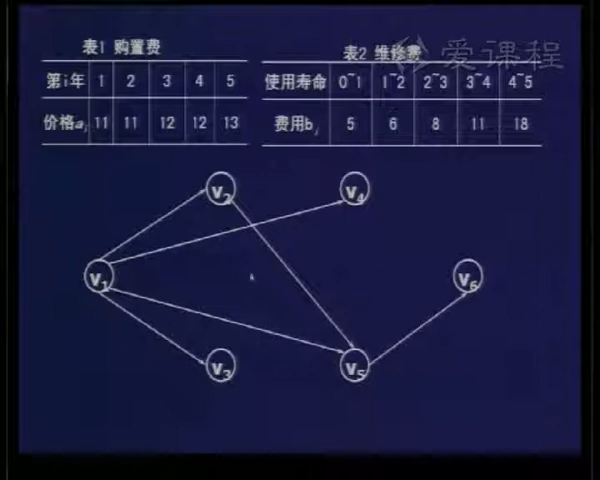 表1 购置费
第i年 1 2 3 4 5
价格aᵢ 11 11 12 12 13
爱课程
表2 维修费
使用寿命 0~1 1~2 2~3 3~4 4~5
费用bᵢ 5 6 8 11 18
v₂ v₄
v₁ v₆
v₃ v₅